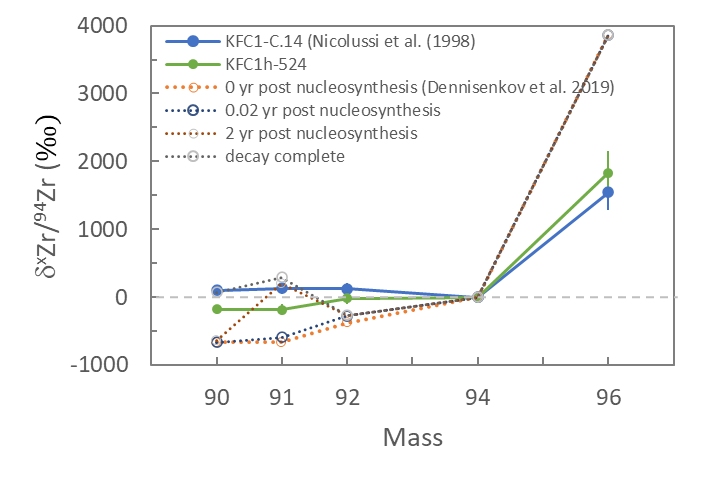 4000
3000
2000
1000
0
-1000
δˣZr/⁹⁴Zr (‰)
KFC1-C.14 (Nicolussi et al. (1998)
KFC1h-524
0 yr post nucleosynthesis (Dennisenkov et al. 2019)
0.02 yr post nucleosynthesis
2 yr post nucleosynthesis
decay complete
90 91 92 94 96
Mass